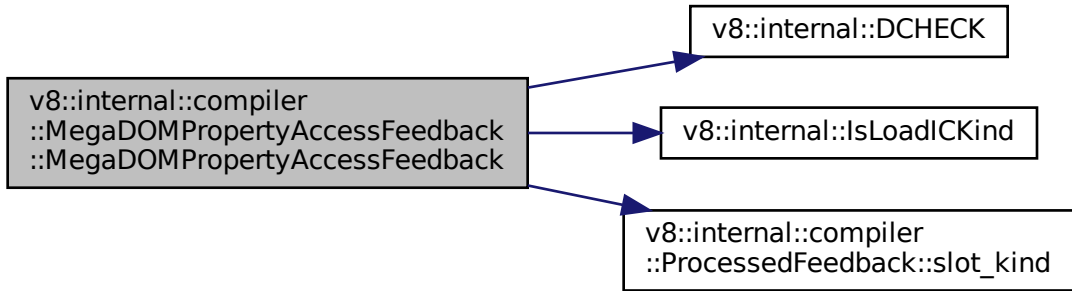 v8::internal::compiler
::MegaDOMPropertyAccessFeedback
::MegaDOMPropertyAccessFeedback
v8::internal::DCHECK
v8::internal::IsLoadICKind
v8::internal::compiler
::ProcessedFeedback::slot_kind